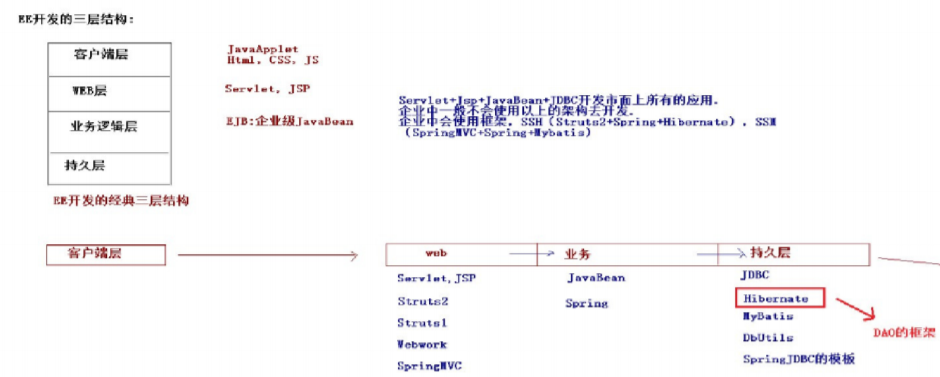 EE开发的三层结构：
客户端层
JavaApplet
Html, CSS, JS
WEB层
Servlet, JSP
业务逻辑层
EJB:企业级JavaBean
Servlet+Jsp+JavaBean+JDBC开发市面上所有的应用.
企业中一般不会使用以上的架构去开发.
企业中会使用框架, SSH（Struts2+Spring+Hibernate）, SSM
（SpringMVC+Spring+Mybatis）
持久层
EE开发的经典三层结构
客户端层
web
业务
持久层
Servlet,JSP
JavaBean
JDBC
Struts2
Spring
Hibernate
Struts1
MyBatis
DAO的框架
Webwork
DbUtils
SpringMVC
SpringJDBC的模板